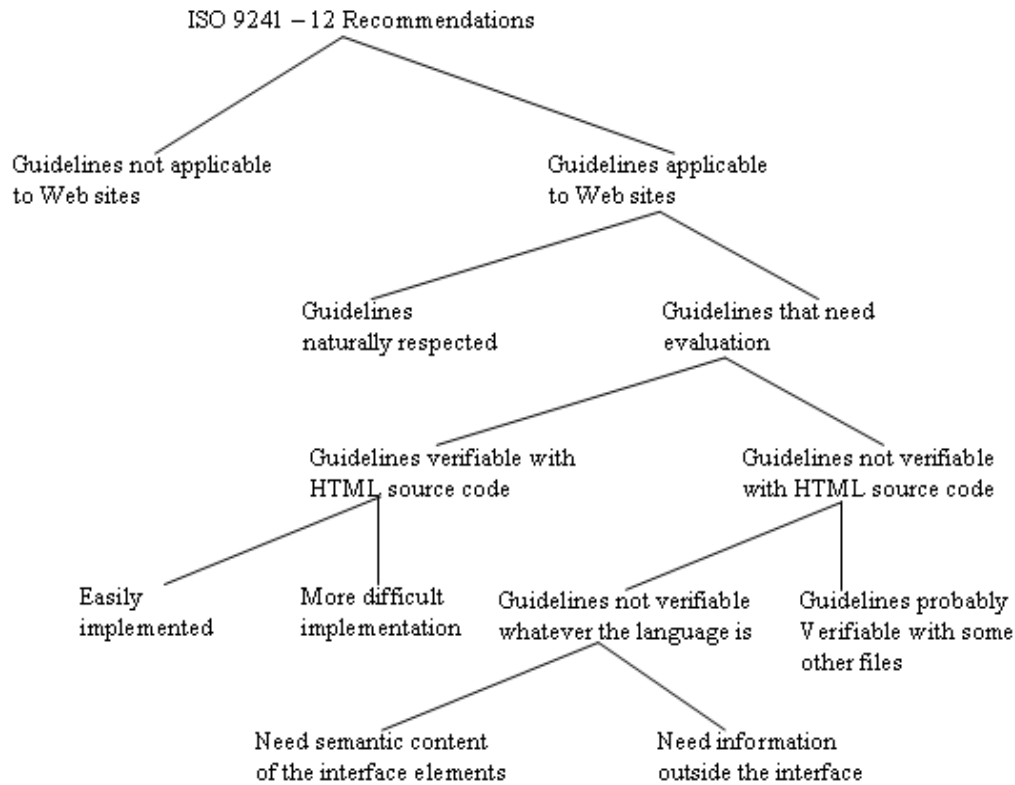 ISO 9241 – 12 Recommendations
Guidelines not applicable
to Web sites
Guidelines applicable
to Web sites
Guidelines
naturally respected
Guidelines that need
evaluation
Guidelines verifiable with
HTML source code
Guidelines not verifiable
with HTML source code
Easily
implemented
More difficult
implementation
Guidelines not verifiable
whatever the language is
Guidelines probably
Verifiable with some
other files
Need semantic content
of the interface elements
Need information
outside the interface